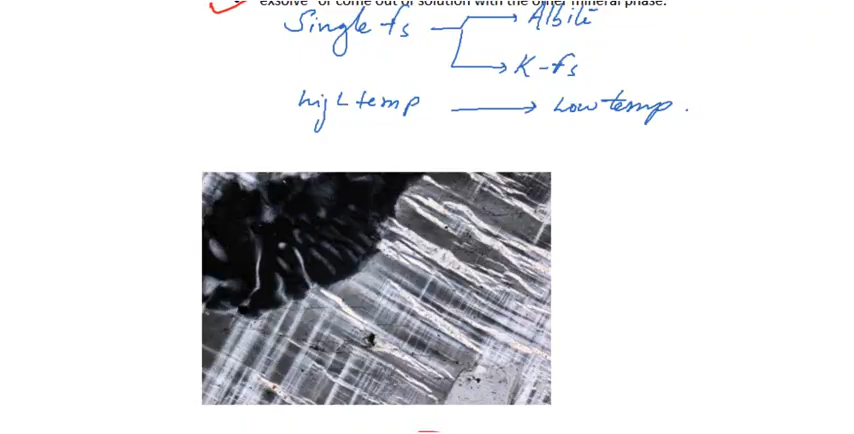 exsolve" or come out of solution with the other mineral phase.
Single fs → Albite
→ K-fs
high temp → Low temp.